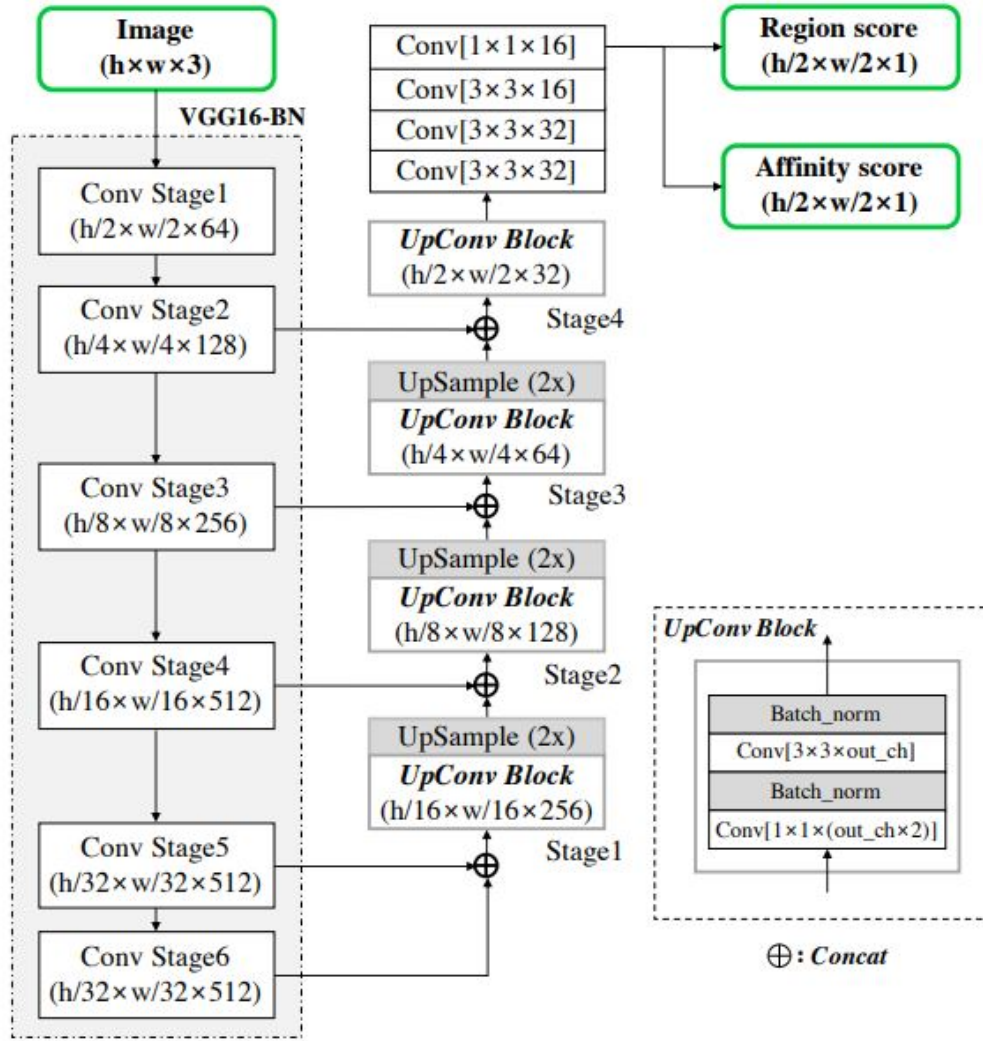 Image
(h×w×3)
VGG16-BN
Conv Stage1
(h/2×w/2×64)
Conv Stage2
(h/4×w/4×128)
Conv Stage3
(h/8×w/8×256)
Conv Stage4
(h/16×w/16×512)
Conv Stage5
(h/32×w/32×512)
Conv Stage6
(h/32×w/32×512)
Conv[1×1×16]
Conv[3×3×16]
Conv[3×3×32]
Conv[3×3×32]
UpConv Block
(h/2×w/2×32)
Stage4
UpSample (2x)
UpConv Block
(h/4×w/4×64)
Stage3
UpSample (2x)
UpConv Block
(h/8×w/8×128)
Stage2
UpSample (2x)
UpConv Block
(h/16×w/16×256)
Stage1
Region score
(h/2×w/2×1)
Affinity score
(h/2×w/2×1)
UpConv Block
Batch_norm
Conv[3×3×out_ch]
Batch_norm
Conv[1×1×(out_ch×2)]
⊕ : Concat